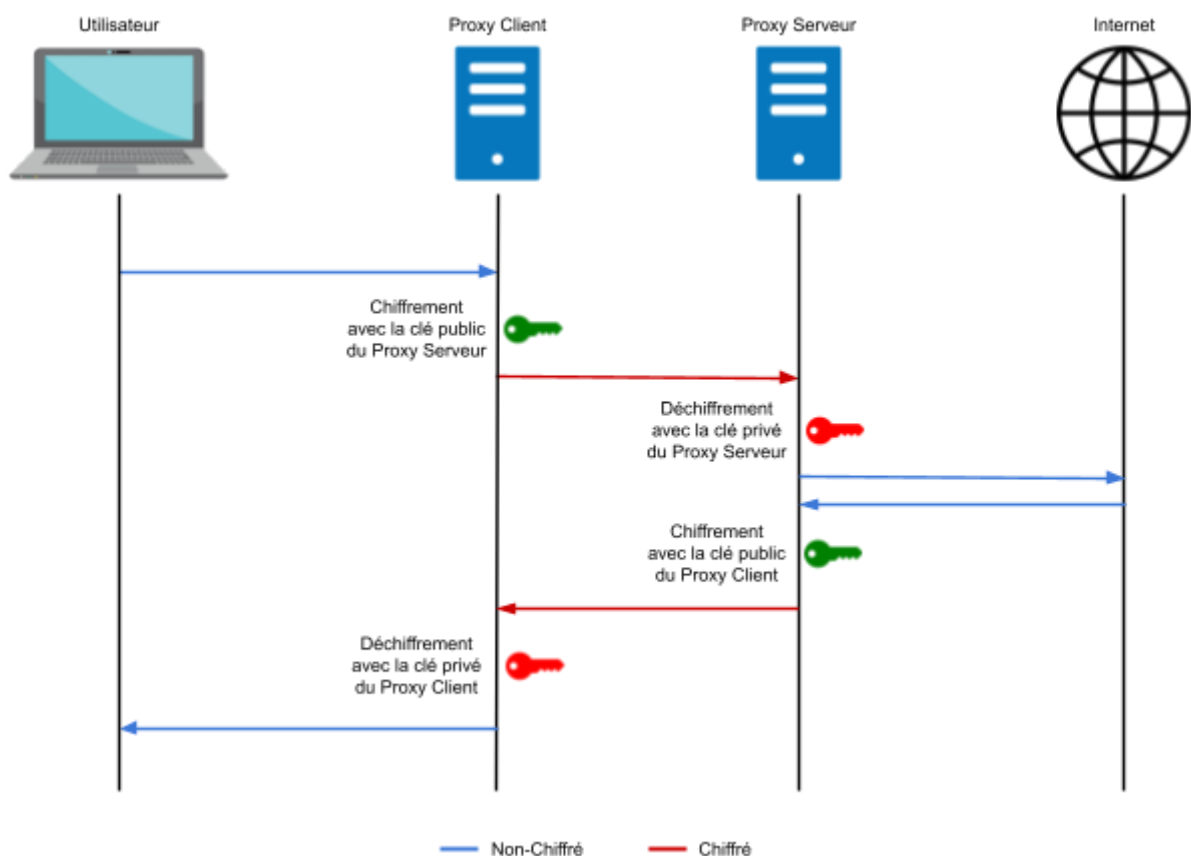 Utilisateur
Proxy Client
Proxy Serveur
Internet
Chiffrement
avec la clé public
du Proxy Serveur
Déchiffrement
avec la clé privé
du Proxy Serveur
Chiffrement
avec la clé public
du Proxy Client
Déchiffrement
avec la clé privé
du Proxy Client
Non-Chiffré
Chiffré